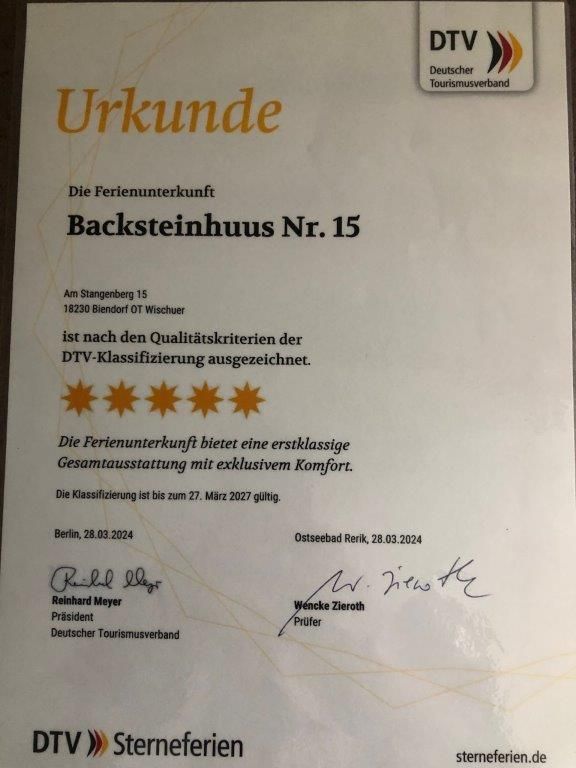 DTV
Deutscher
Tourismusverband
Urkunde
Die Ferienunterkunft
Backsteinhuus Nr. 15
Am Stangenberg 15
18230 Biendorf OT Wischuer
ist nach den Qualitätskriterien der
DTV-Klassifizierung ausgezeichnet.
Die Ferienunterkunft bietet eine erstklassige
Gesamtausstattung mit exklusivem Komfort.
Die Klassifizierung ist bis zum 27. März 2027 gültig.
Berlin, 28.03.2024
Ostseebad Rerik, 28.03.2024
Reinhard Meyer
W. Zieroth
Reinhard Meyer
Präsident
Deutscher Tourismusverband
Wencke Zieroth
Prüfer
DTV Sterneferien
sterneferien.de